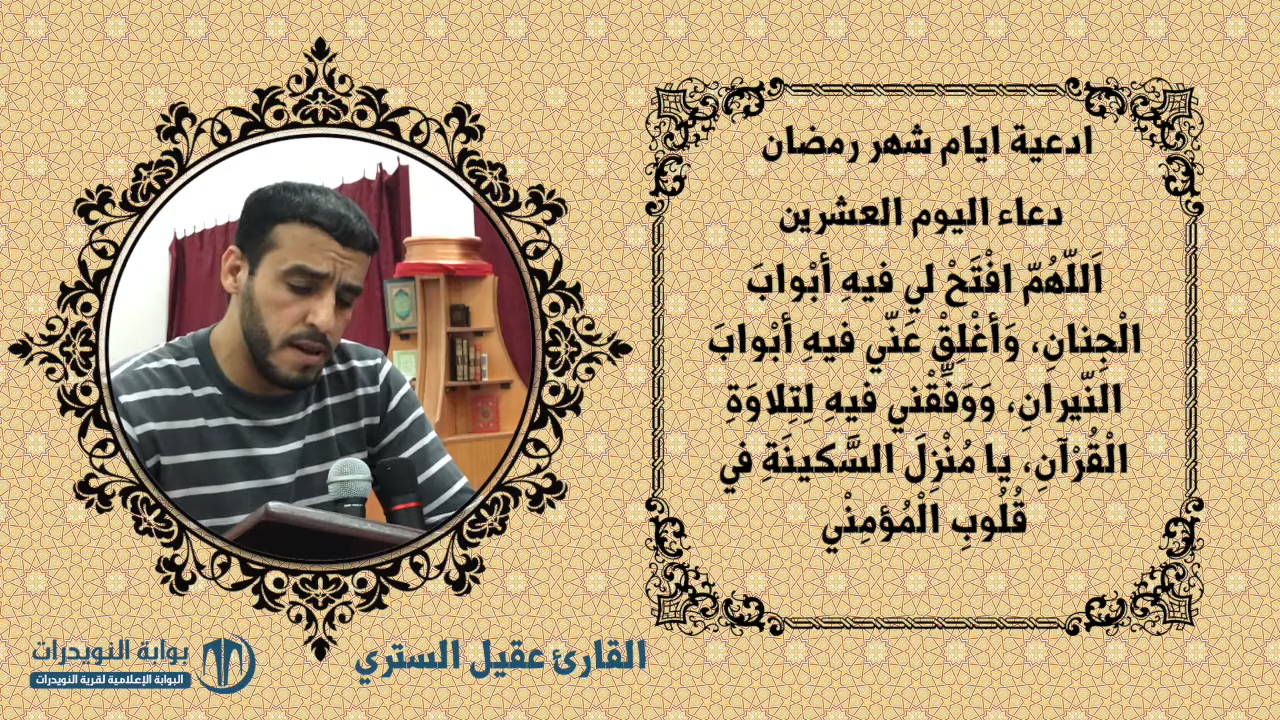 ادعية ايام شهر رمضان
دعاء اليوم العشرين
اَللّهُمّ افْتَحْ لي فيهِ أبْوابَ
الْجِنانِ، وَأغْلِقْ عَنّي فيهِ أبْوابَ
النّيرانِ، وَوَفِّقْني فيهِ لِتِلاوَةِ
الْقُرْآنِ، يا مُنْزِلَ السَّكينَةِ في
قُلُوبِ الْمُؤمِنْي
القارئ عقيل الستري
بوابة النويدرات
البوابة الإعلامية لقرية النويدرات